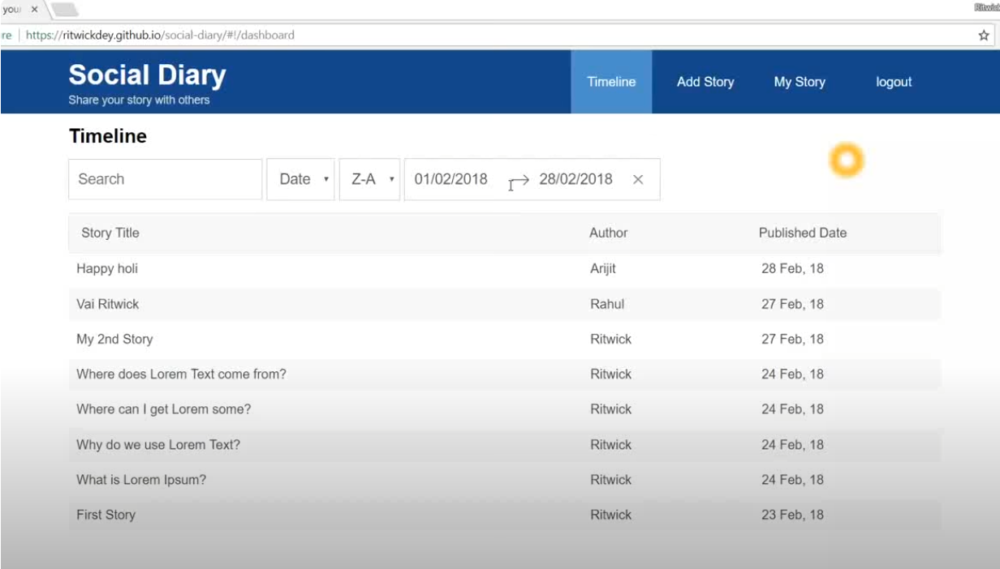 your
Ritwick
re https://ritwickdey.github.io/social-diary/#!/dashboard
Social Diary
Share your story with others
Timeline Add Story My Story logout
Timeline
Search Date Z-A 01/02/2018 28/02/2018
Story Title Author Published Date
Happy holi Arijit 28 Feb, 18
Vai Ritwick Rahul 27 Feb, 18
My 2nd Story Ritwick 27 Feb, 18
Where does Lorem Text come from? Ritwick 24 Feb, 18
Where can I get Lorem some? Ritwick 24 Feb, 18
Why do we use Lorem Text? Ritwick 24 Feb, 18
What is Lorem Ipsum? Ritwick 24 Feb, 18
First Story Ritwick 23 Feb, 18